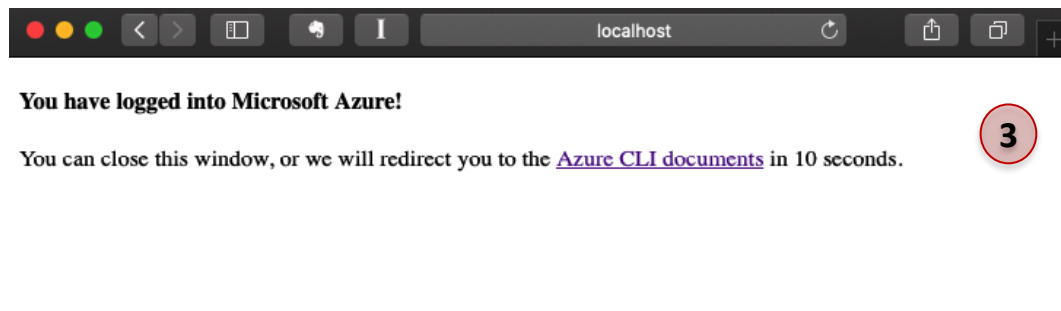 localhost
You have logged into Microsoft Azure!
You can close this window, or we will redirect you to the Azure CLI documents in 10 seconds.
3